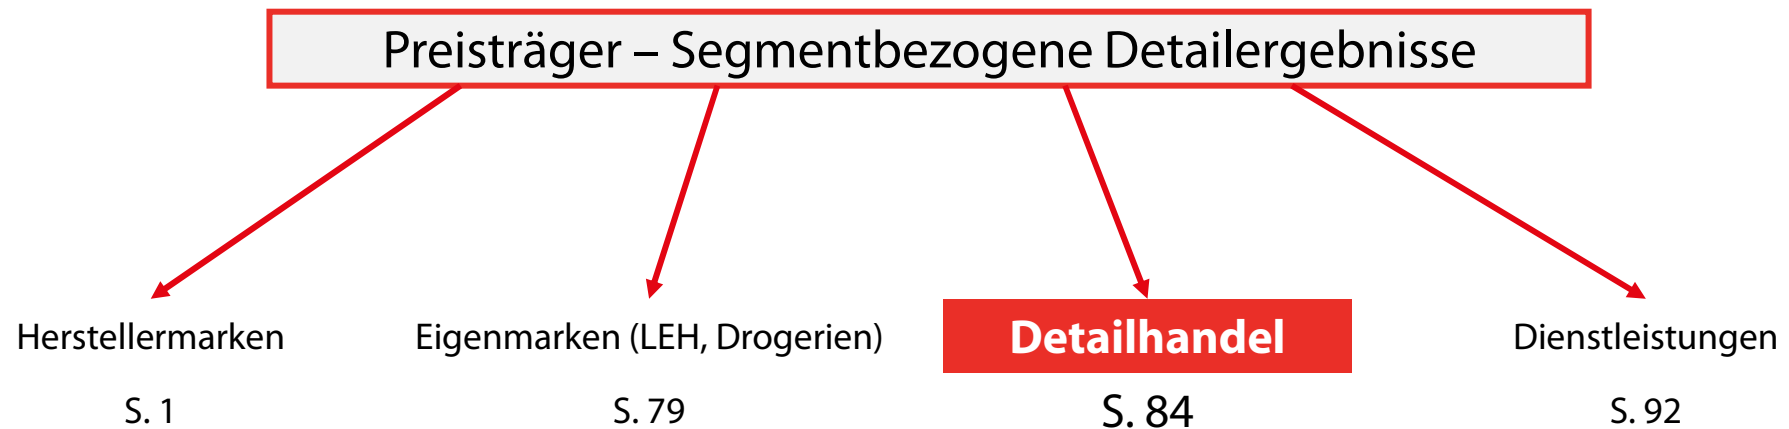 Preisträger – Segmentbezogene Detailergebnisse
Herstellermarken
Eigenmarken (LEH, Drogerien)
Detailhandel
Dienstleistungen
S. 1
S. 79
S. 84
S. 92